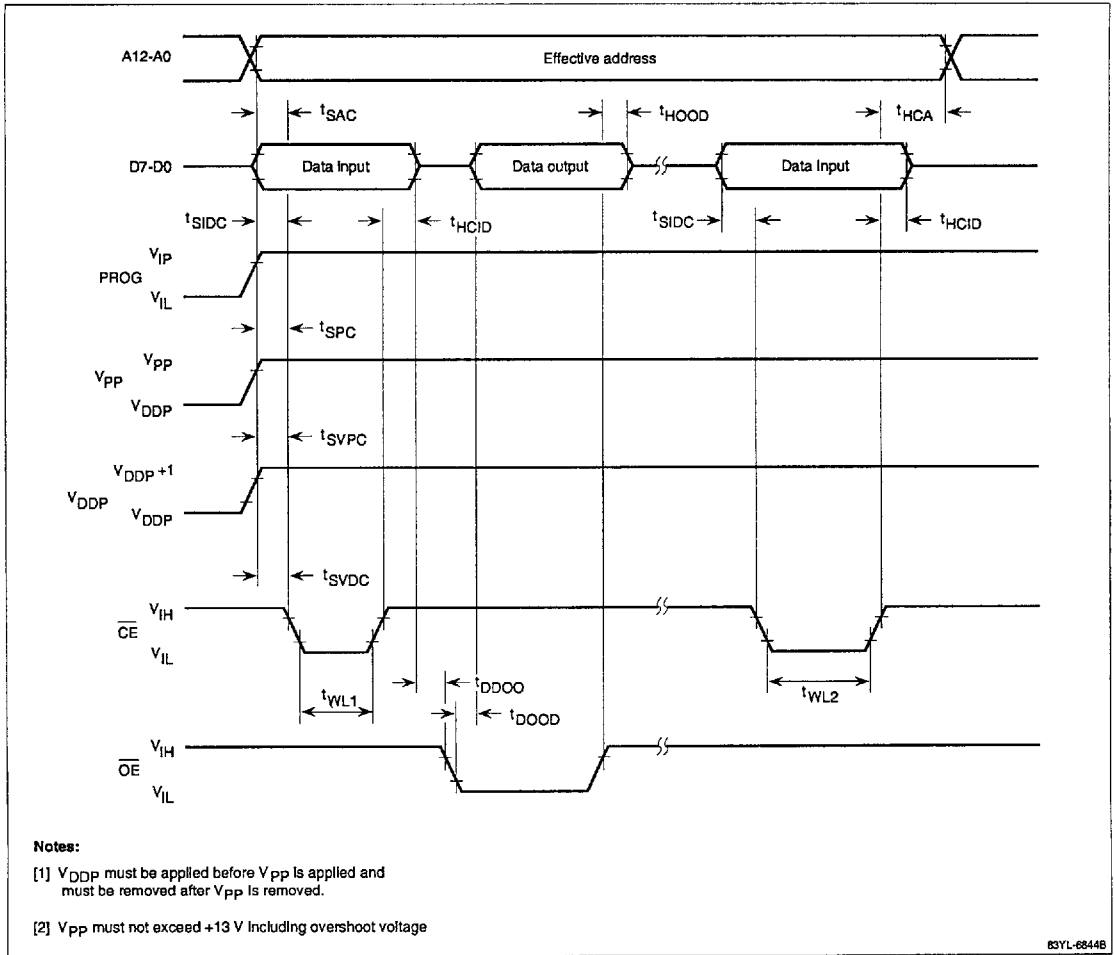 A12-A0
Effective address
tSAC
tHOOD
tHCA
D7-D0
Data Input
Data output
Data Input
tSIDC
tHCID
tSIDC
tHCID
VIP
PROG
VIL
tSPC
VPP
VPP
VDDP
tSVPC
VDDP +1
VDDP
VDDP
tSVDC
VIH
CE
VIL
tWL1
tDDOO
tWL2
tDOOD
VIH
OE
VIL
Notes:
[1] VDDP must be applied before VPP is applied and
must be removed after VPP is removed.
[2] VPP must not exceed +13 V including overshoot voltage
83YL-6844B